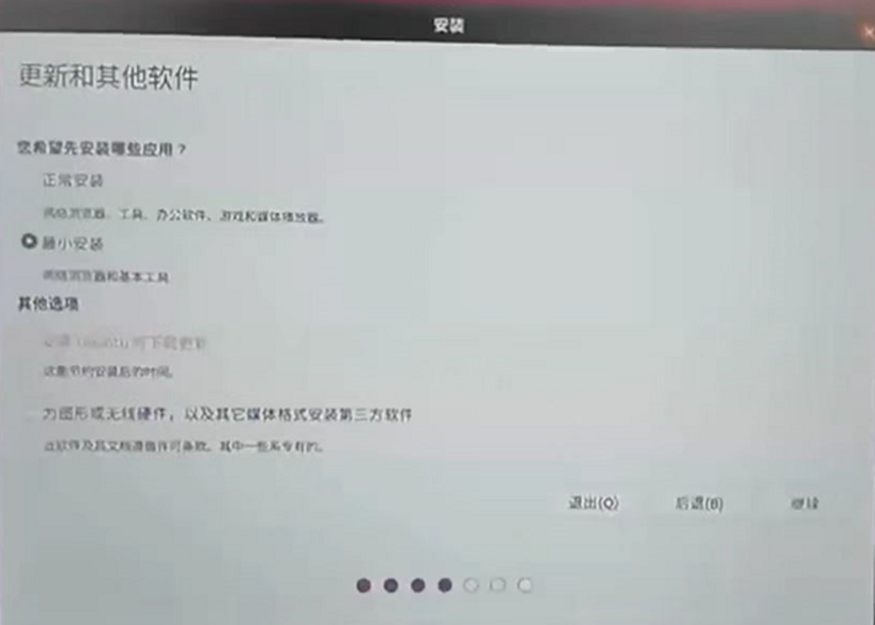 安装
更新和其他软件
您希望先安装哪些应用？
正常安装
网络浏览器、工具、办公软件、游戏和媒体播放器。
最小安装
网络浏览器和基本工具
其他选项
安装 Ubuntu 时下载更新
这能节约安装后的时间。
为图形或无线硬件，以及其它媒体格式安装第三方软件
此软件及其文档遵循许可条款。其中一些是专有的。
退出(Q)
后退(B)
继续